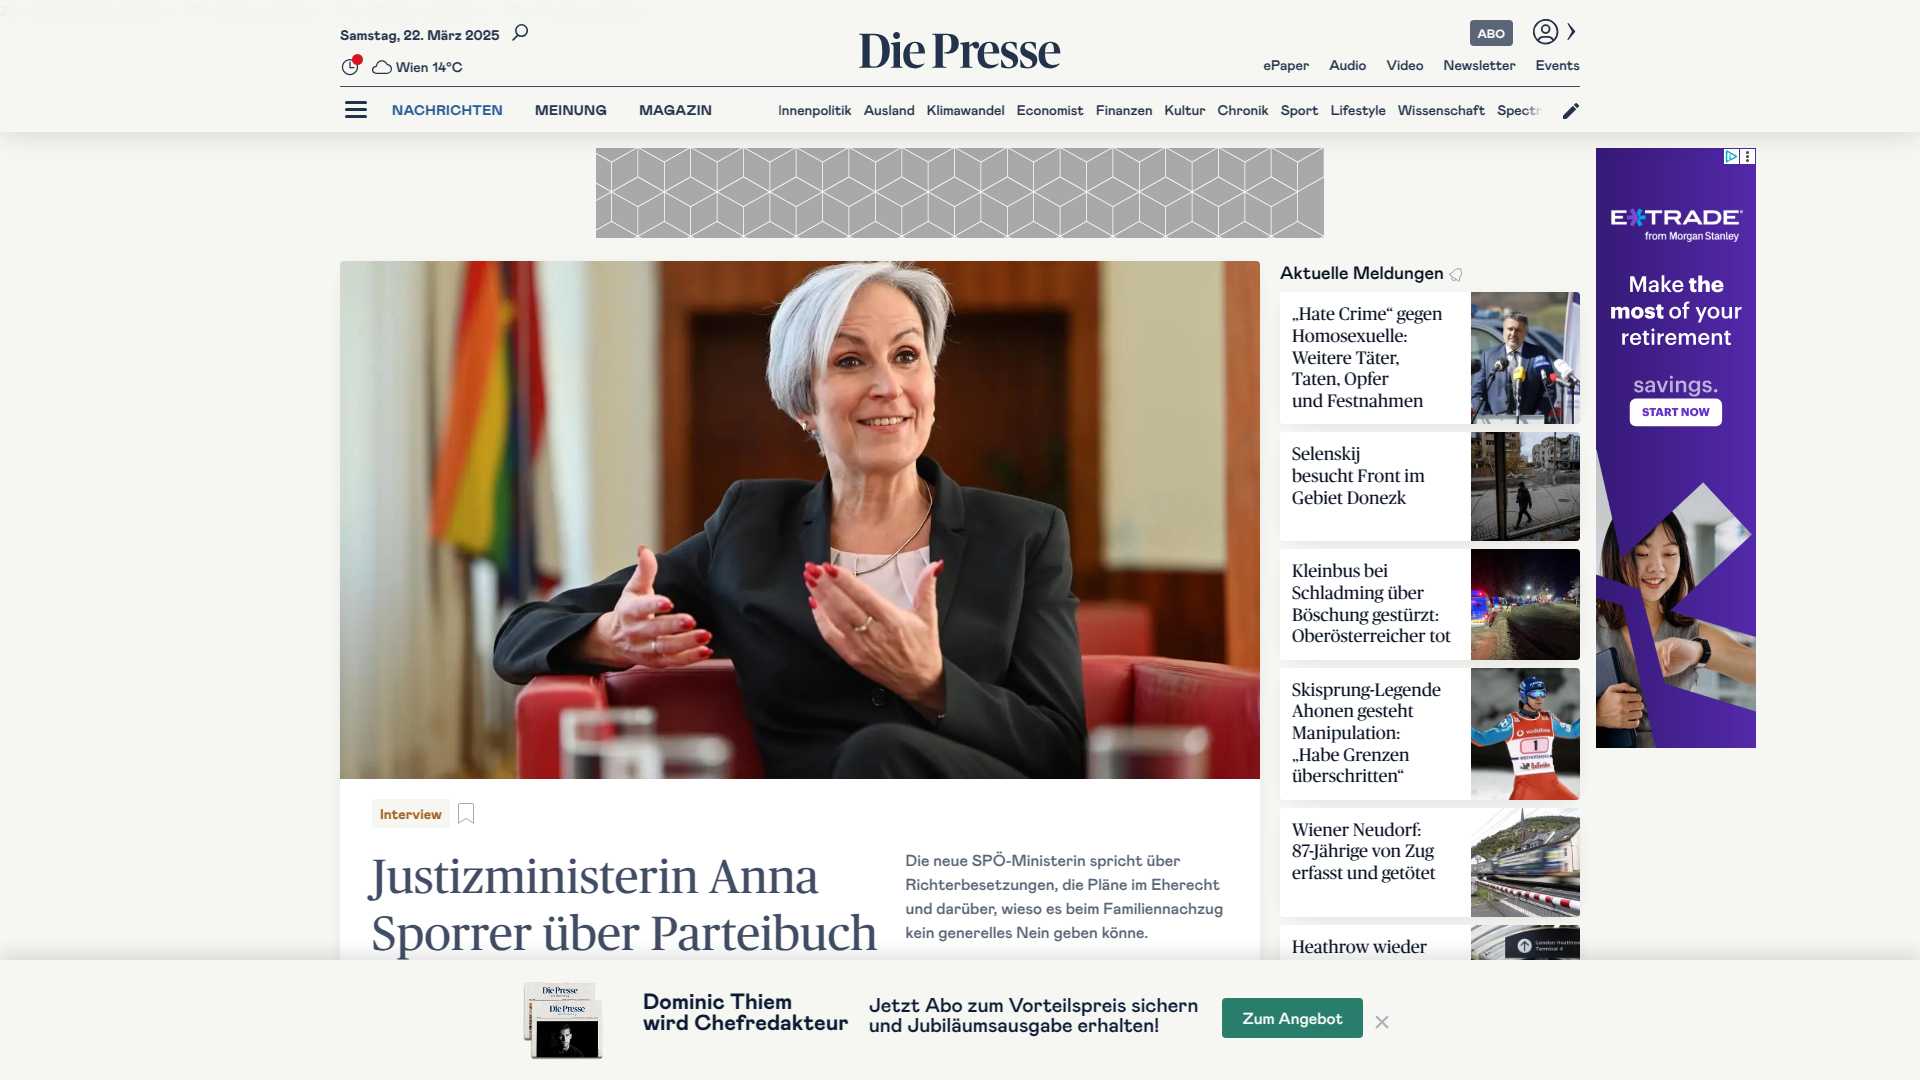 Samstag, 22. März 2025
Wien 14°C
Die Presse
ABO
ePaper Audio Video Newsletter Events
NACHRICHTEN MEINUNG MAGAZIN
Innenpolitik Ausland Klimawandel Economist Finanzen Kultur Chronik Sport Lifestyle Wissenschaft
Interview
Justizministerin Anna
Sporrer über Parteibuch
Die neue SPÖ-Ministerin spricht über
Richterbesetzungen, die Pläne im Eherecht
und darüber, wieso es beim Familiennachzug
kein generelles Nein geben könne.
Aktuelle Meldungen
„Hate Crime“ gegen
Homosexuelle:
Weitere Täter,
Taten, Opfer
und Festnahmen
Selenskij
besucht Front im
Gebiet Donezk
Kleinbus bei
Schladming über
Böschung gestürzt:
Oberösterreicher tot
Skisprung-Legende
Ahonen gesteht
Manipulation:
„Habe Grenzen
überschritten“
1
Wiener Neudorf:
87-Jährige von Zug
erfasst und getötet
Heathrow wieder
E*TRADE
from Morgan Stanley
Make the
most of your
retirement
savings.
START NOW
Die Presse
Die Presse
Dominic Thiem
wird Chefredakteur
Jetzt Abo zum Vorteilspreis sichern
und Jubiläumsausgabe erhalten!
Zum Angebot